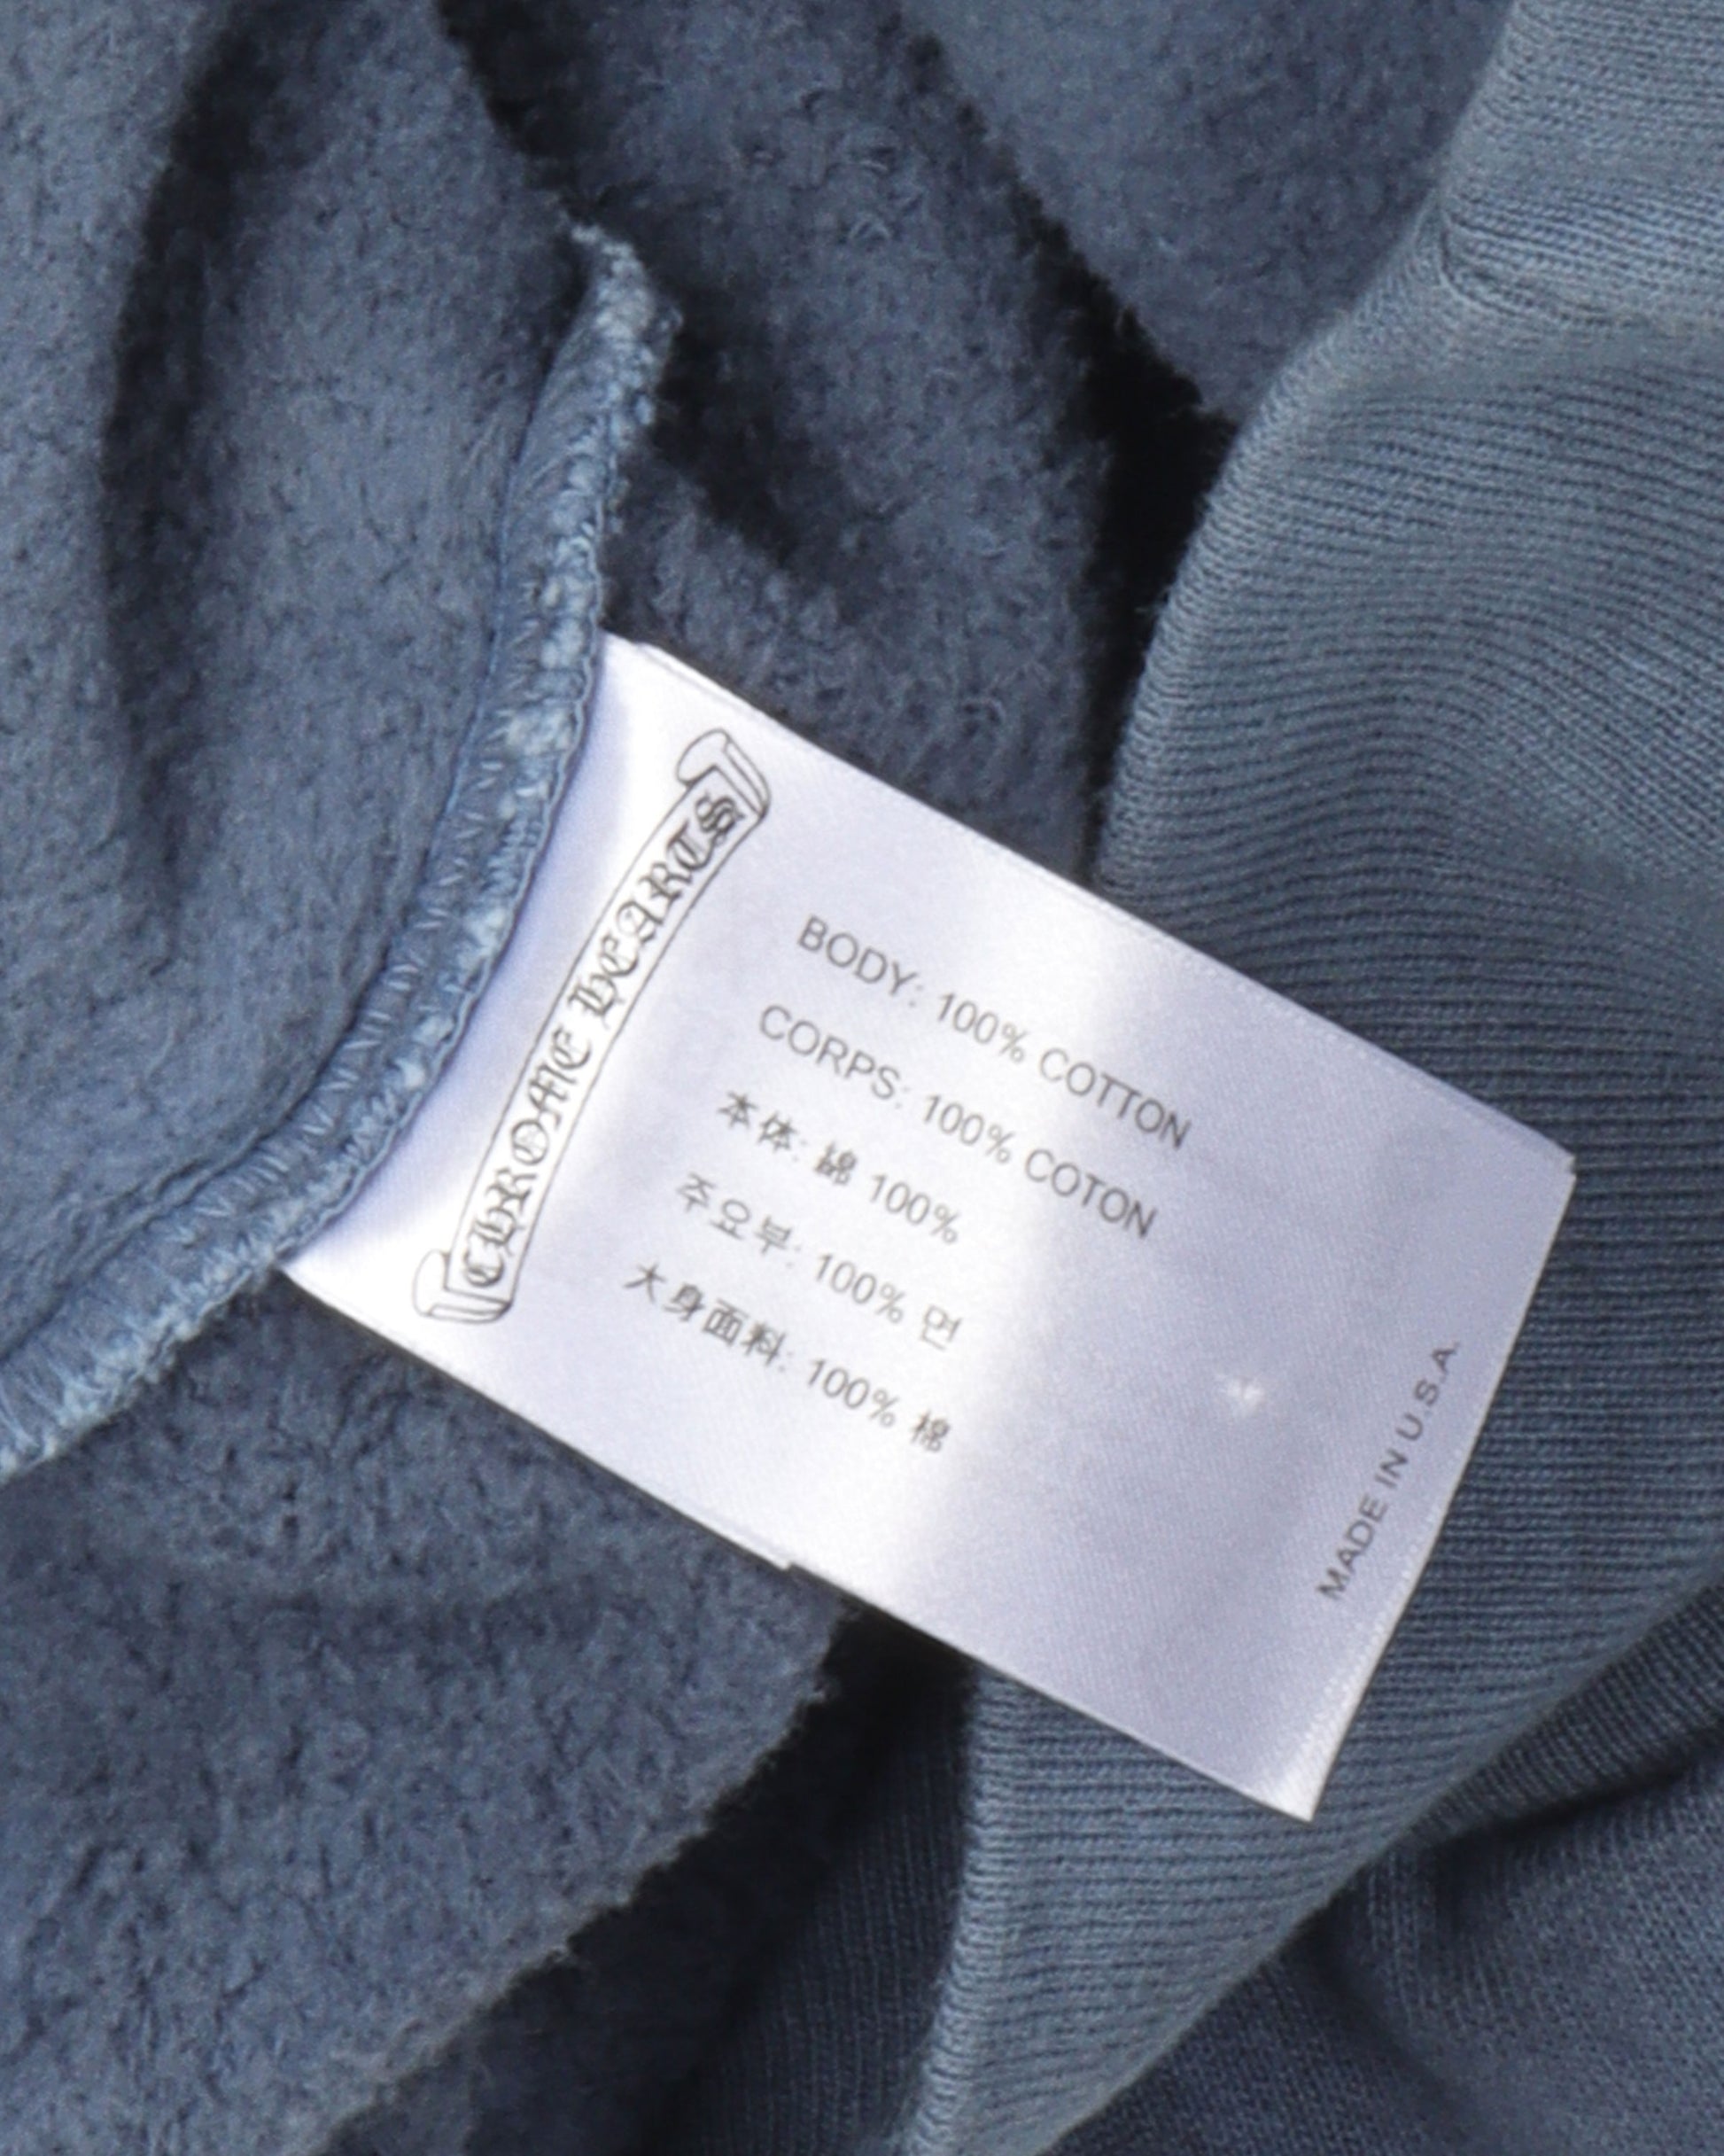 CHROME HEARTS
BODY: 100% COTTON
CORPS: 100% COTON
本体: 綿 100%
주요부: 100% 면
大身面料: 100% 棉
MADE IN U.S.A.